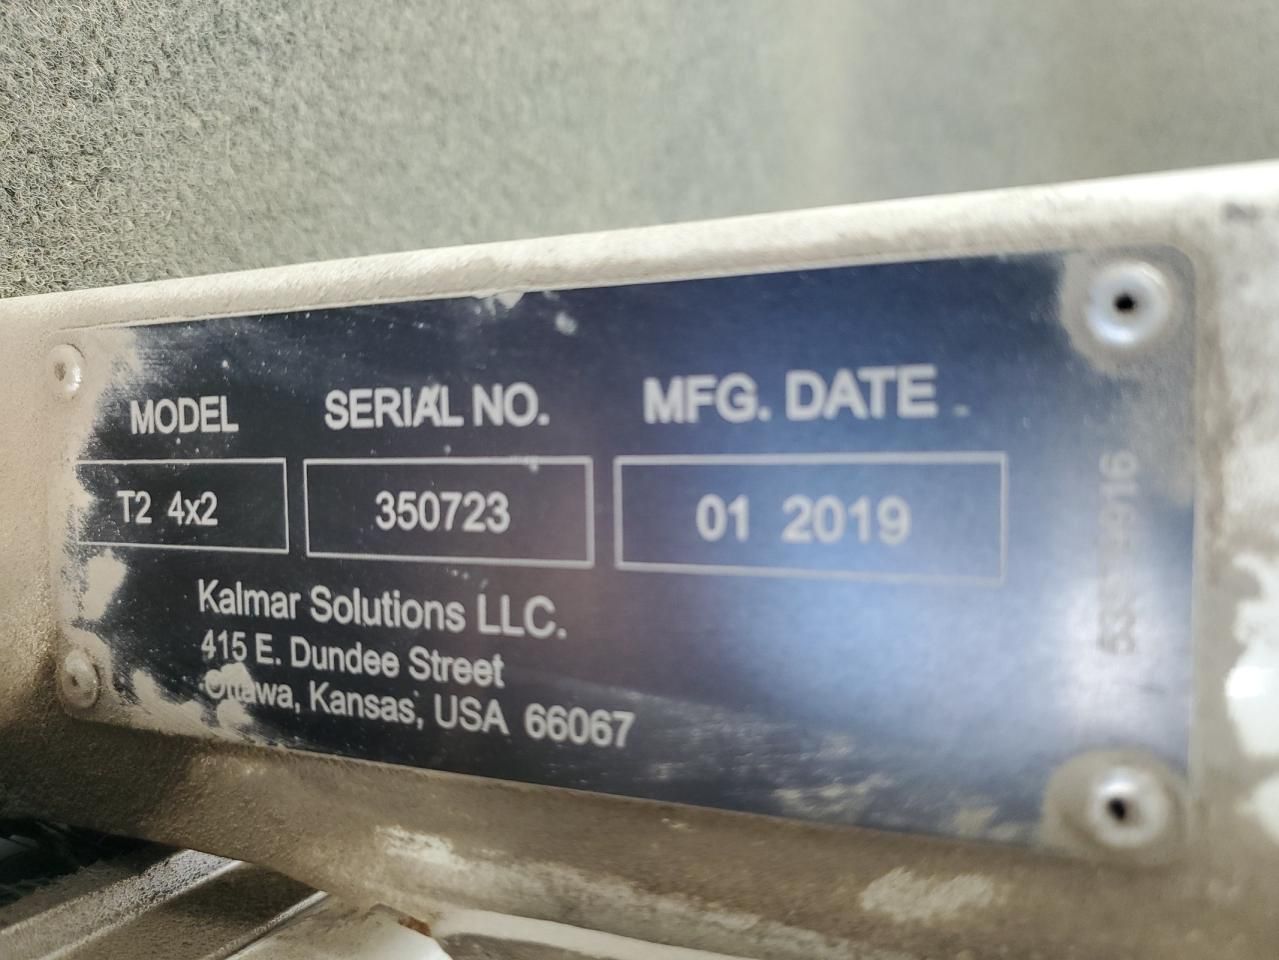 MODEL SERIAL NO. MFG. DATE
T2 4x2 350723 01 2019
Kalmar Solutions LLC.
415 E. Dundee Street
Ottawa, Kansas, USA 66067